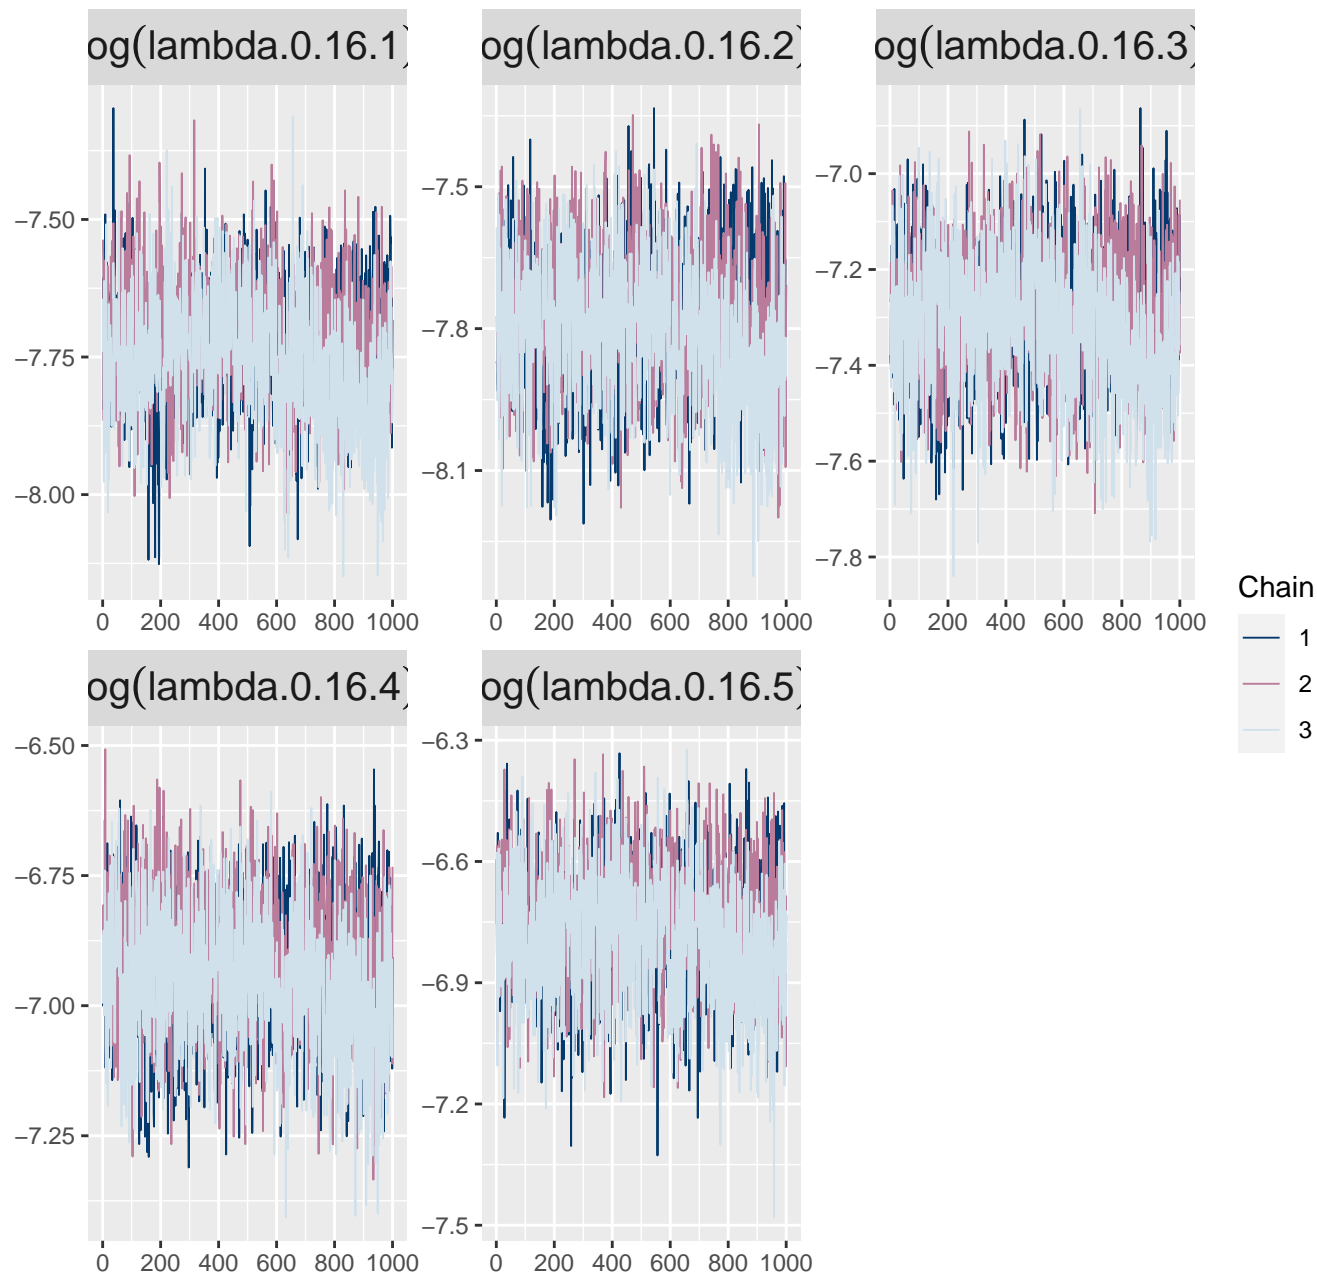 og(lambda.0.16.1)
og(lambda.0.16.2)
og(lambda.0.16.3)
−7.50
−7.75
−8.00
−7.5
−7.8
−8.1
−7.0
−7.2
−7.4
−7.6
−7.8
0 200 400 600 800 1000
0 200 400 600 800 1000
0 200 400 600 800 1000
og(lambda.0.16.4)
og(lambda.0.16.5)
−6.50
−6.75
−7.00
−7.25
−6.3
−6.6
−6.9
−7.2
−7.5
0 200 400 600 800 1000
0 200 400 600 800 1000
Chain
1
2
3